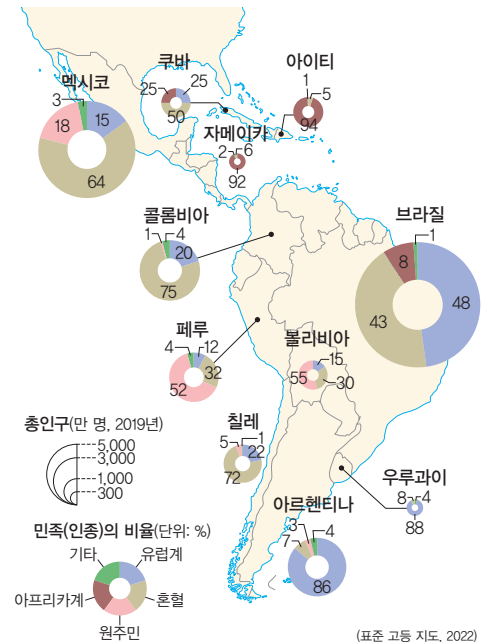 쿠바
25
25
50
아이티
1
5
94
멕시코
3
15
18
64
자메이카
2
6
92
콜롬비아
1
4
20
75
브라질
1
8
48
43
페루
4
12
32
52
볼리비아
15
55
30
칠레
5
1
22
72
총인구(만 명, 2019년)
5,000
3,000
1,000
300
우루과이
8
4
88
아르헨티나
3
4
7
86
민족(인종)의 비율(단위: %)
기타
유럽계
아프리카계
혼혈
원주민
(표준 고등 지도, 2022)